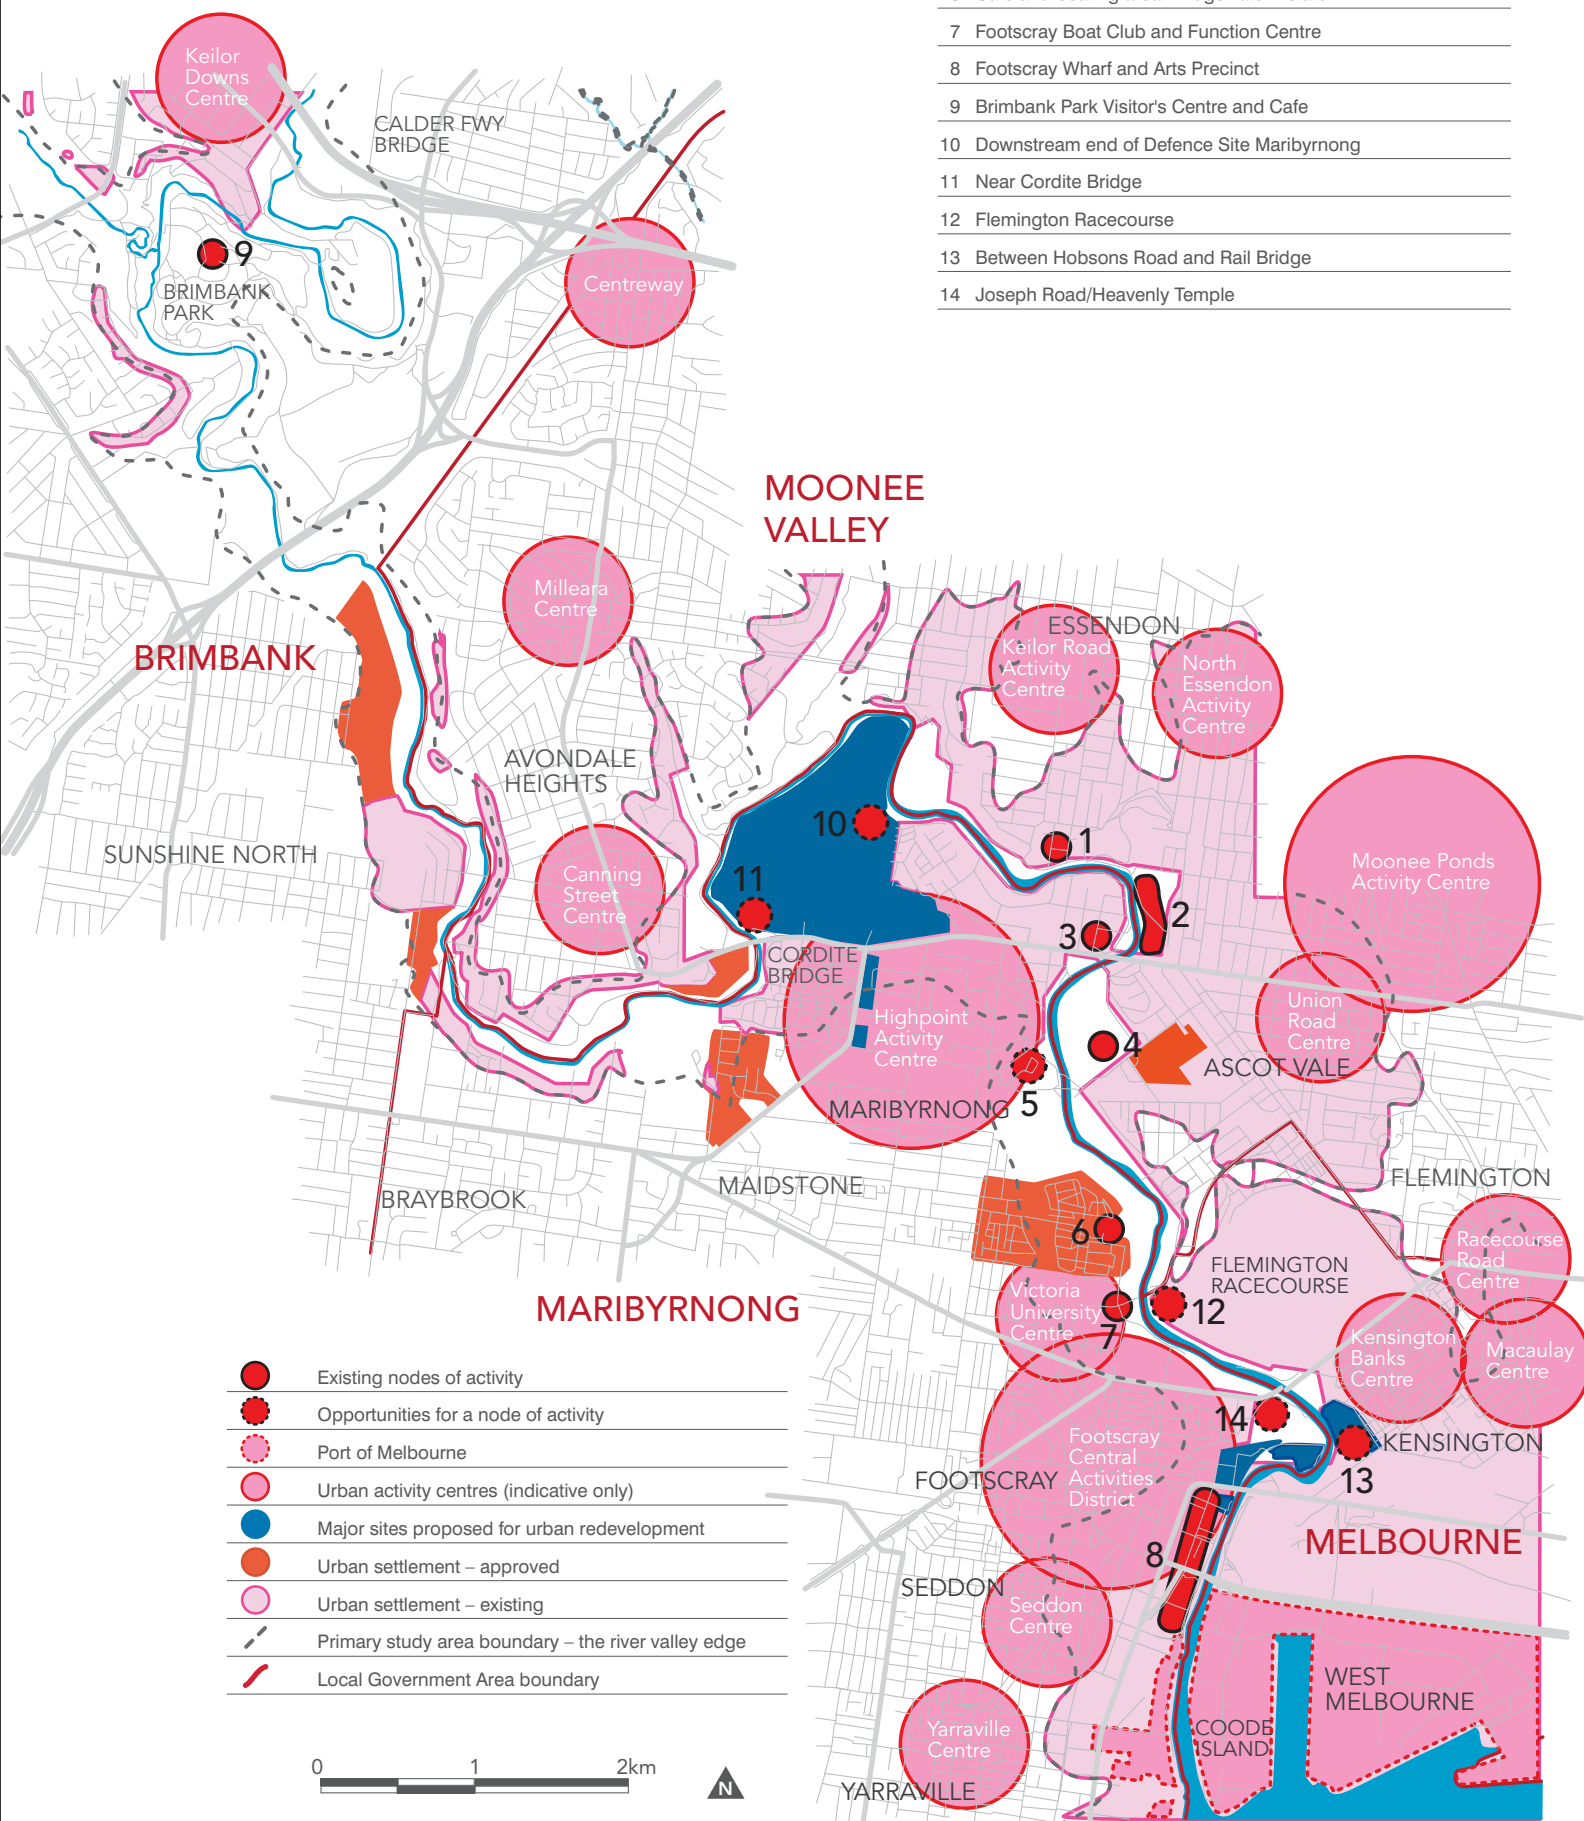 7 Footscray Boat Club and Function Centre
8 Footscray Wharf and Arts Precinct
9 Brimbank Park Visitor's Centre and Cafe
10 Downstream end of Defence Site Maribyrnong
11 Near Cordite Bridge
12 Flemington Racecourse
13 Between Hobsons Road and Rail Bridge
14 Joseph Road/Heavenly Temple
Keilor
Downs
Centre
CALDER FWY
BRIDGE
9
BRIMBANK
PARK
Centreway
MOONEE
VALLEY
Milleara
Centre
BRIMBANK
ESSENDON
Keilor Road
Activity
Centre
North
Essendon
Activity
Centre
AVONDALE
HEIGHTS
SUNSHINE NORTH
10
1
Moonee Ponds
Activity Centre
11
Canning
Street
Centre
2
3
CORDITE
BRIDGE
Union
Road
Centre
Highpoint
Activity
Centre
4
ASCOT VALE
MARIBYRNONG
5
FLEMINGTON
MAIDSTONE
BRAYBROOK
6
Racecourse
Road
Centre
FLEMINGTON
RACECOURSE
MARIBYRNONG
Victoria
University
Centre
7
12
Kensington
Banks
Centre
Macaulay
Centre
14
KENSINGTON
13
Footscray
Central
Activities
District
FOOTSCRAY
MELBOURNE
8
SEDDON
Seddon
Centre
WEST
MELBOURNE
COODE
ISLAND
Yarraville
Centre
YARRAVILLE
Existing nodes of activity
Opportunities for a node of activity
Port of Melbourne
Urban activity centres (indicative only)
Major sites proposed for urban redevelopment
Urban settlement – approved
Urban settlement – existing
Primary study area boundary – the river valley edge
Local Government Area boundary
0 1 2km
N